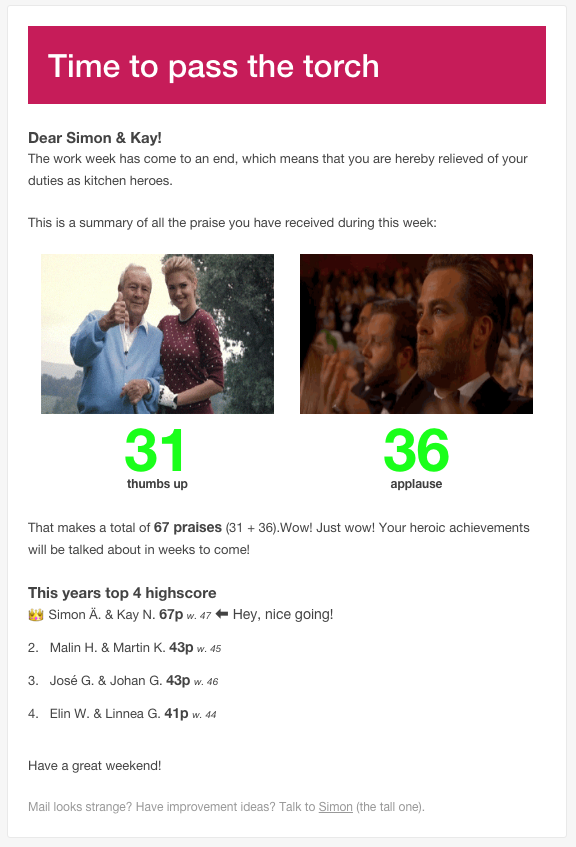 Time to pass the torch
Dear Simon & Kay!
The work week has come to an end, which means that you are hereby relieved of your
duties as kitchen heroes.
This is a summary of all the praise you have received during this week:
31
thumbs up
36
applause
That makes a total of 67 praises (31 + 36).Wow! Just wow! Your heroic achievements
will be talked about in weeks to come!
This years top 4 highscore
👑 Simon Ä. & Kay N. 67p w. 47 ⬅ Hey, nice going!
2. Malin H. & Martin K. 43p w. 45
3. José G. & Johan G. 43p w. 46
4. Elin W. & Linnea G. 41p w. 44
Have a great weekend!
Mail looks strange? Have improvement ideas? Talk to Simon (the tall one).